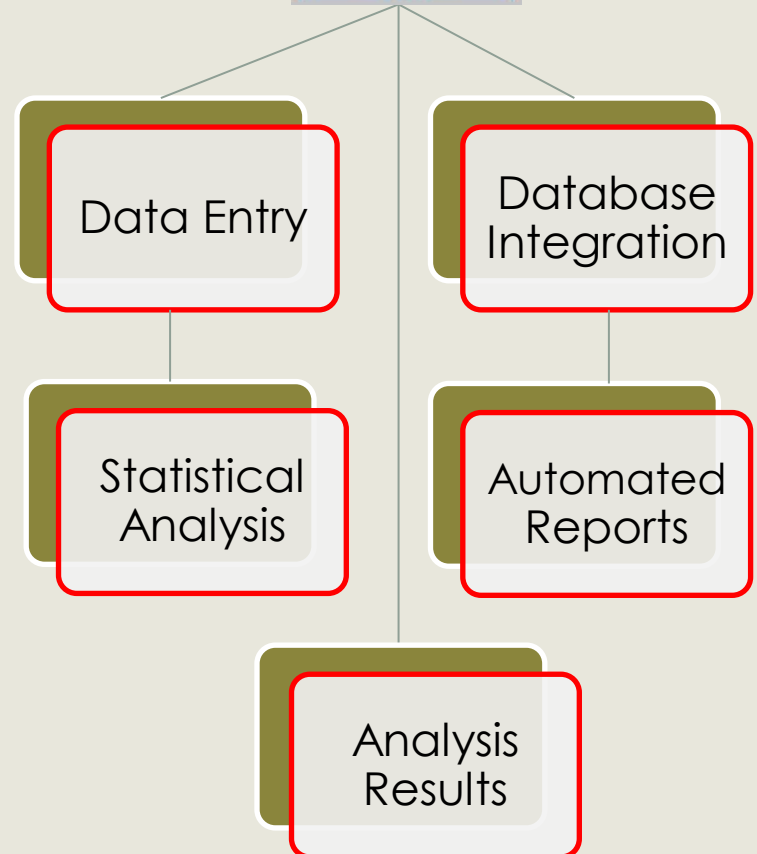 Data Entry
Database
Integration
Statistical
Analysis
Automated
Reports
Analysis
Results